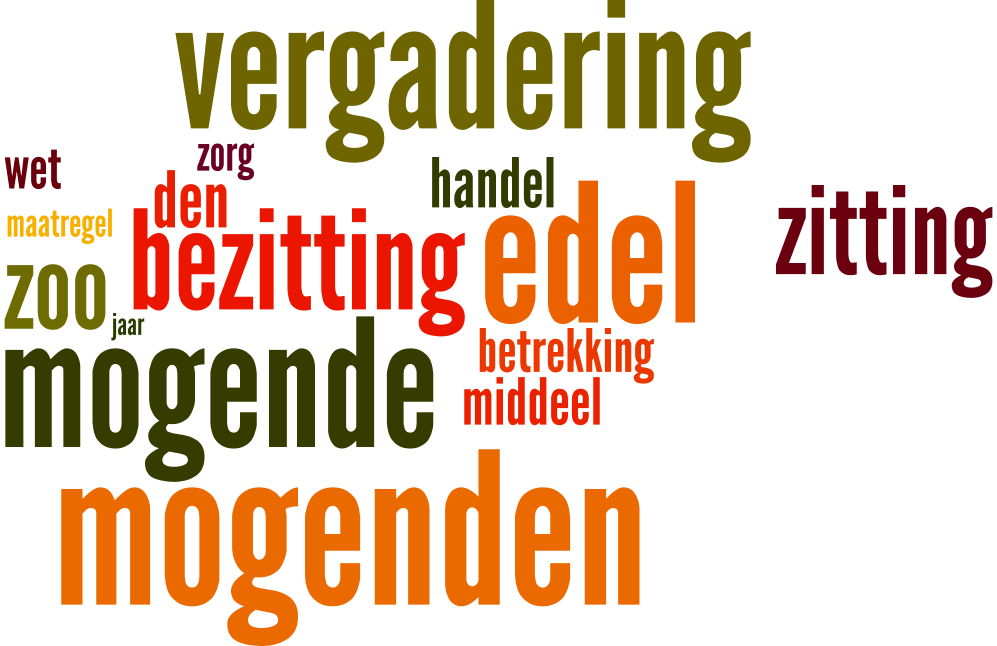 vergadering
wet
zorg
handel
den
maatregel
bezitting
edel
zitting
zoo
jaar
mogende
betrekking
middeel
mogenden